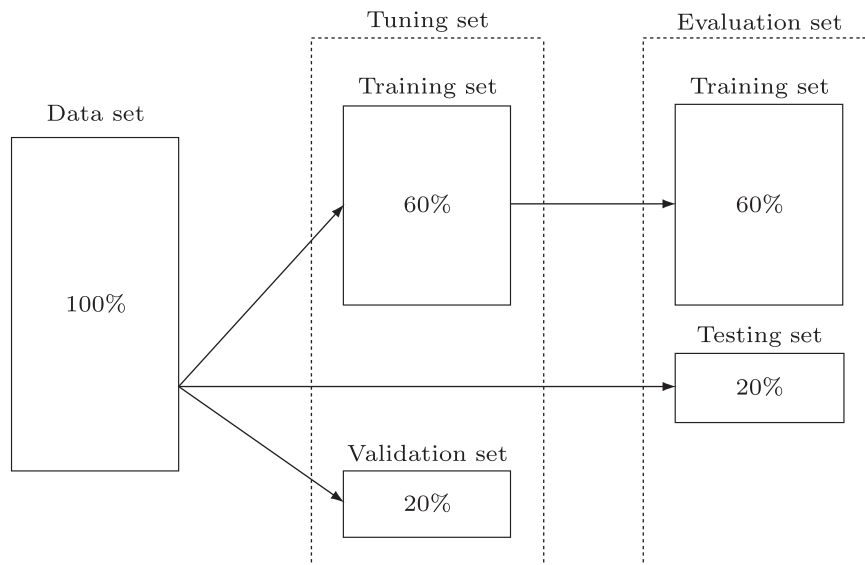 Tuning set
Evaluation set
Data set
Training set
Training set
100%
60%
60%
Testing set
20%
Validation set
20%